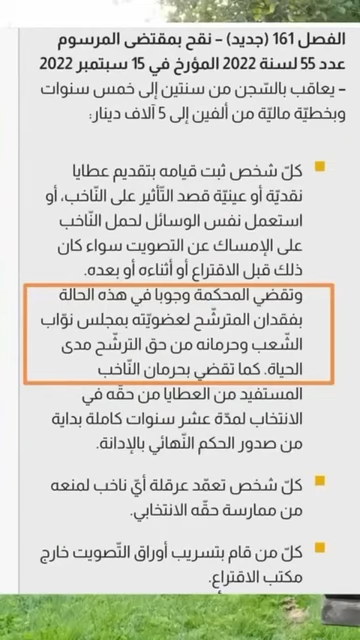 الفصل 161 (جديد) – نقح بمقتضى المرسوم
عدد 55 لسنة 2022 المؤرخ في 15 سبتمبر 2022
– يعاقب بالسّجن من سنتين إلى خمس سنوات
وبخطيّة ماليّة من ألفين إلى 5 آلاف دينار:
كلّ شخص ثبت قيامه بتقديم عطايا
نقديّة أو عينيّة قصد التّأثير على النّاخب، أو
استعمل نفس الوسائل لحمل النّاخب
على الإمساك عن التصويت سواء كان
ذلك قبل الاقتراع أو أثناءه أو بعده.
وتقضي المحكمة وجوبا في هذه الحالة
بفقدان المترشّح لعضويّته بمجلس نوّاب
الشّعب وحرمانه من حق الترشّح مدى
الحياة. كما تقضي بحرمان النّاخب
المستفيد من العطايا من حقّه في
الانتخاب لمدّة عشر سنوات كاملة بداية
من صدور الحكم النّهائي بالإدانة.
كلّ شخص تعمّد عرقلة أيّ ناخب لمنعه
من ممارسة حقّه الانتخابي.
كلّ من قام بتسريب أوراق التّصويت خارج
مكتب الاقتراع.